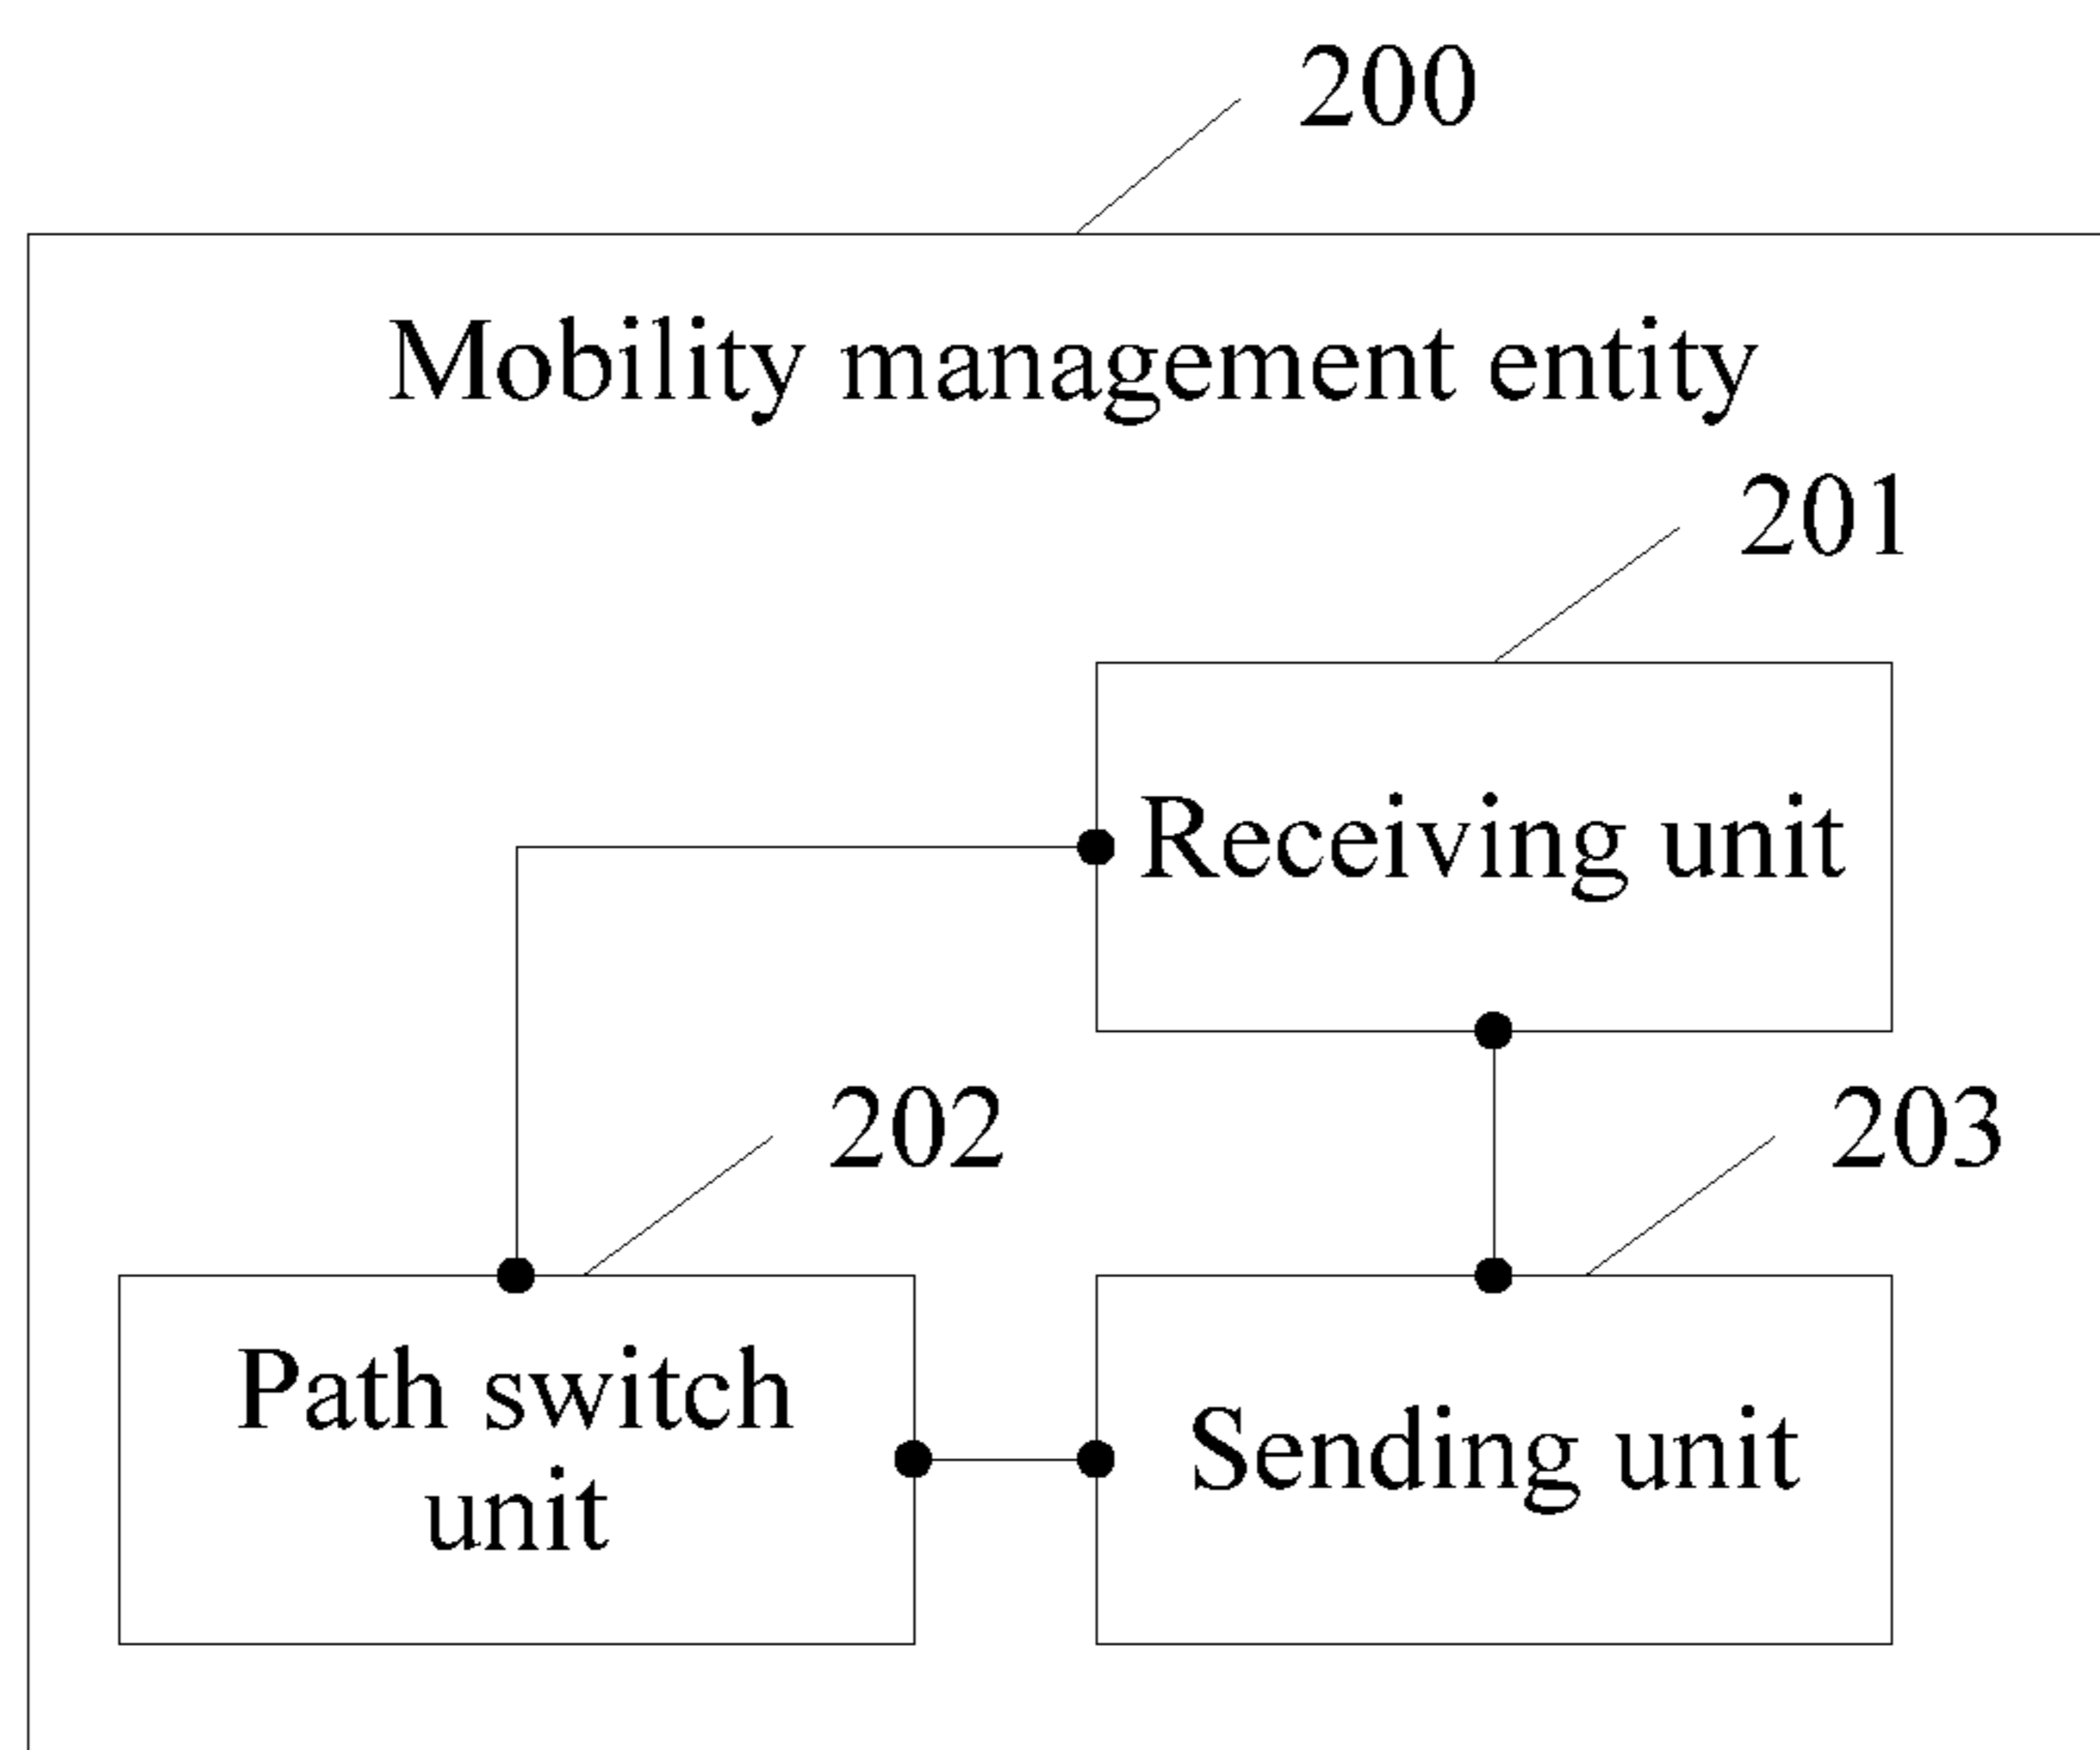 200
Mobility management entity
201
Receiving unit
202
203
Path switch
unit
Sending unit